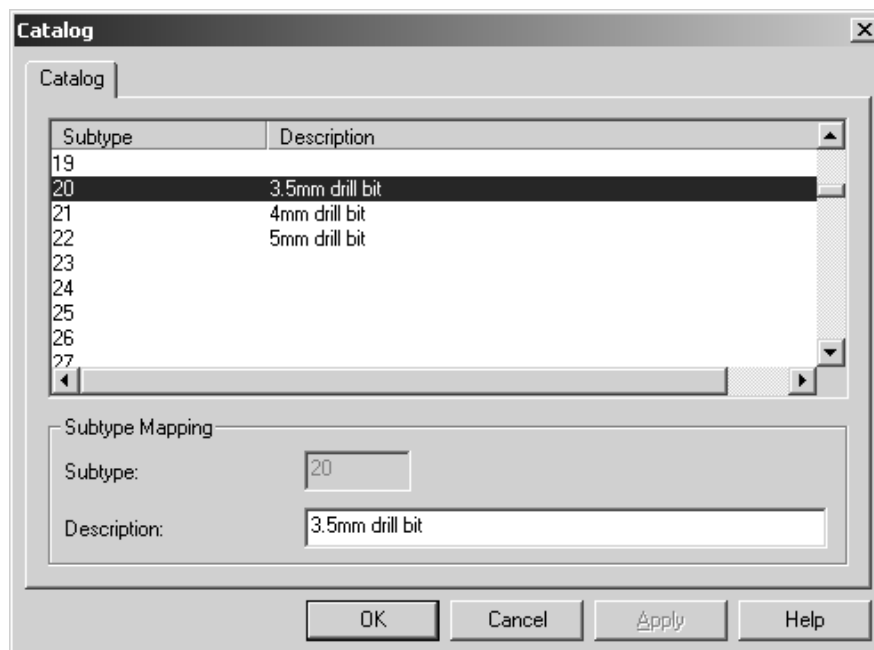 Catalog
Catalog
Subtype Description
19
20 3.5mm drill bit
21 4mm drill bit
22 5mm drill bit
23
24
25
26
27
Subtype Mapping
Subtype: 20
Description: 3.5mm drill bit
OK Cancel Apply Help